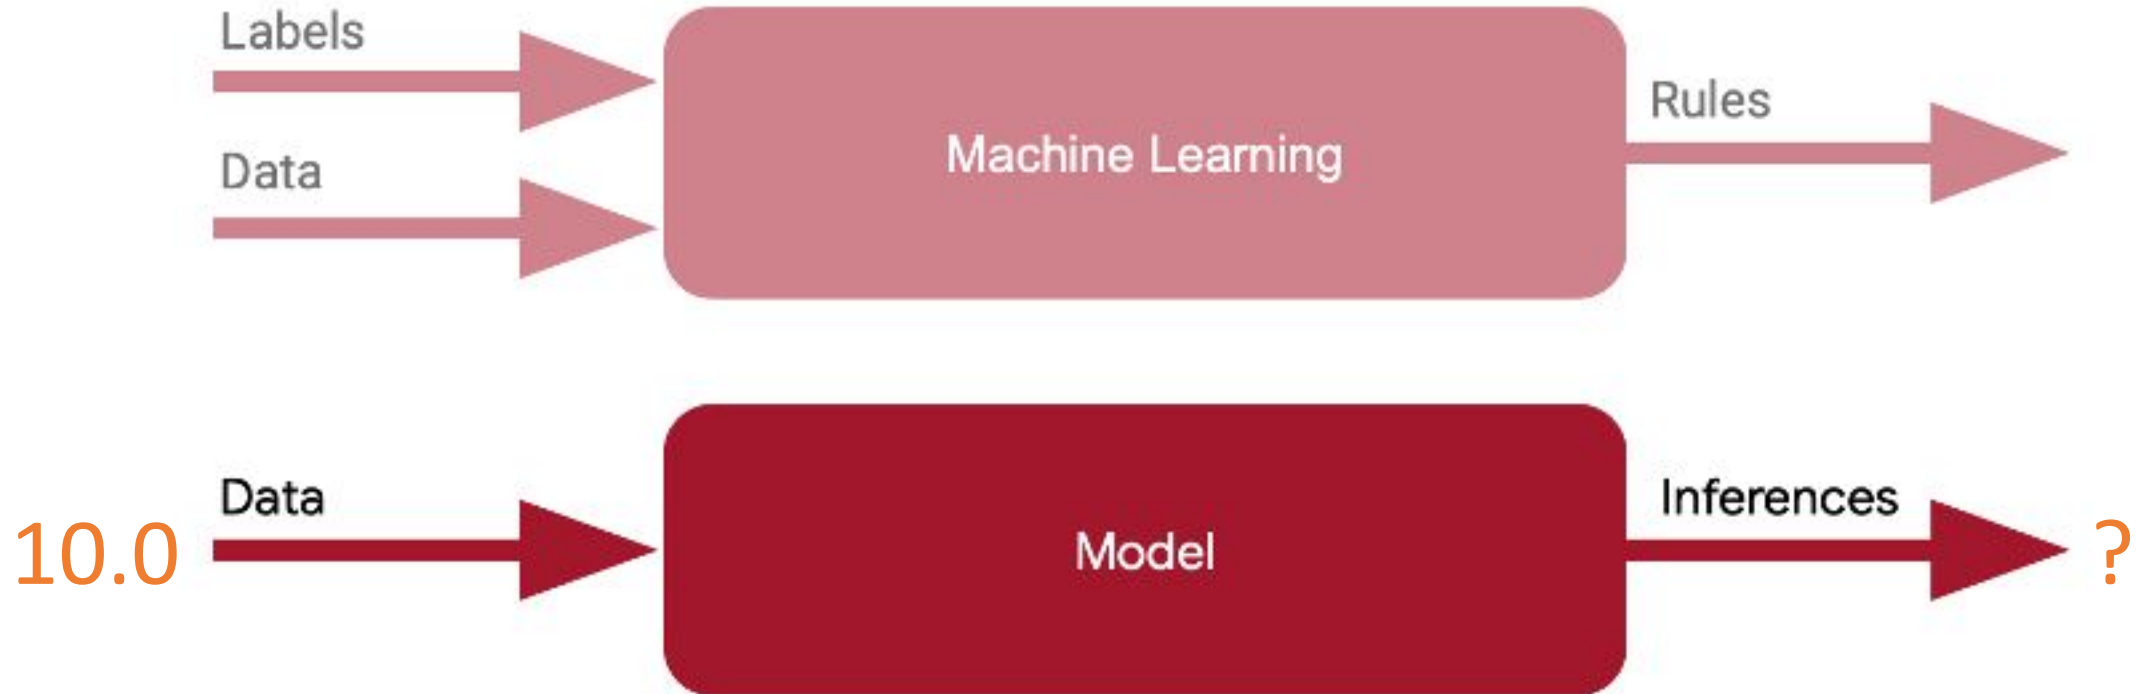 Labels
Data
Machine Learning
Rules
Data
10.0
Model
Inferences
?